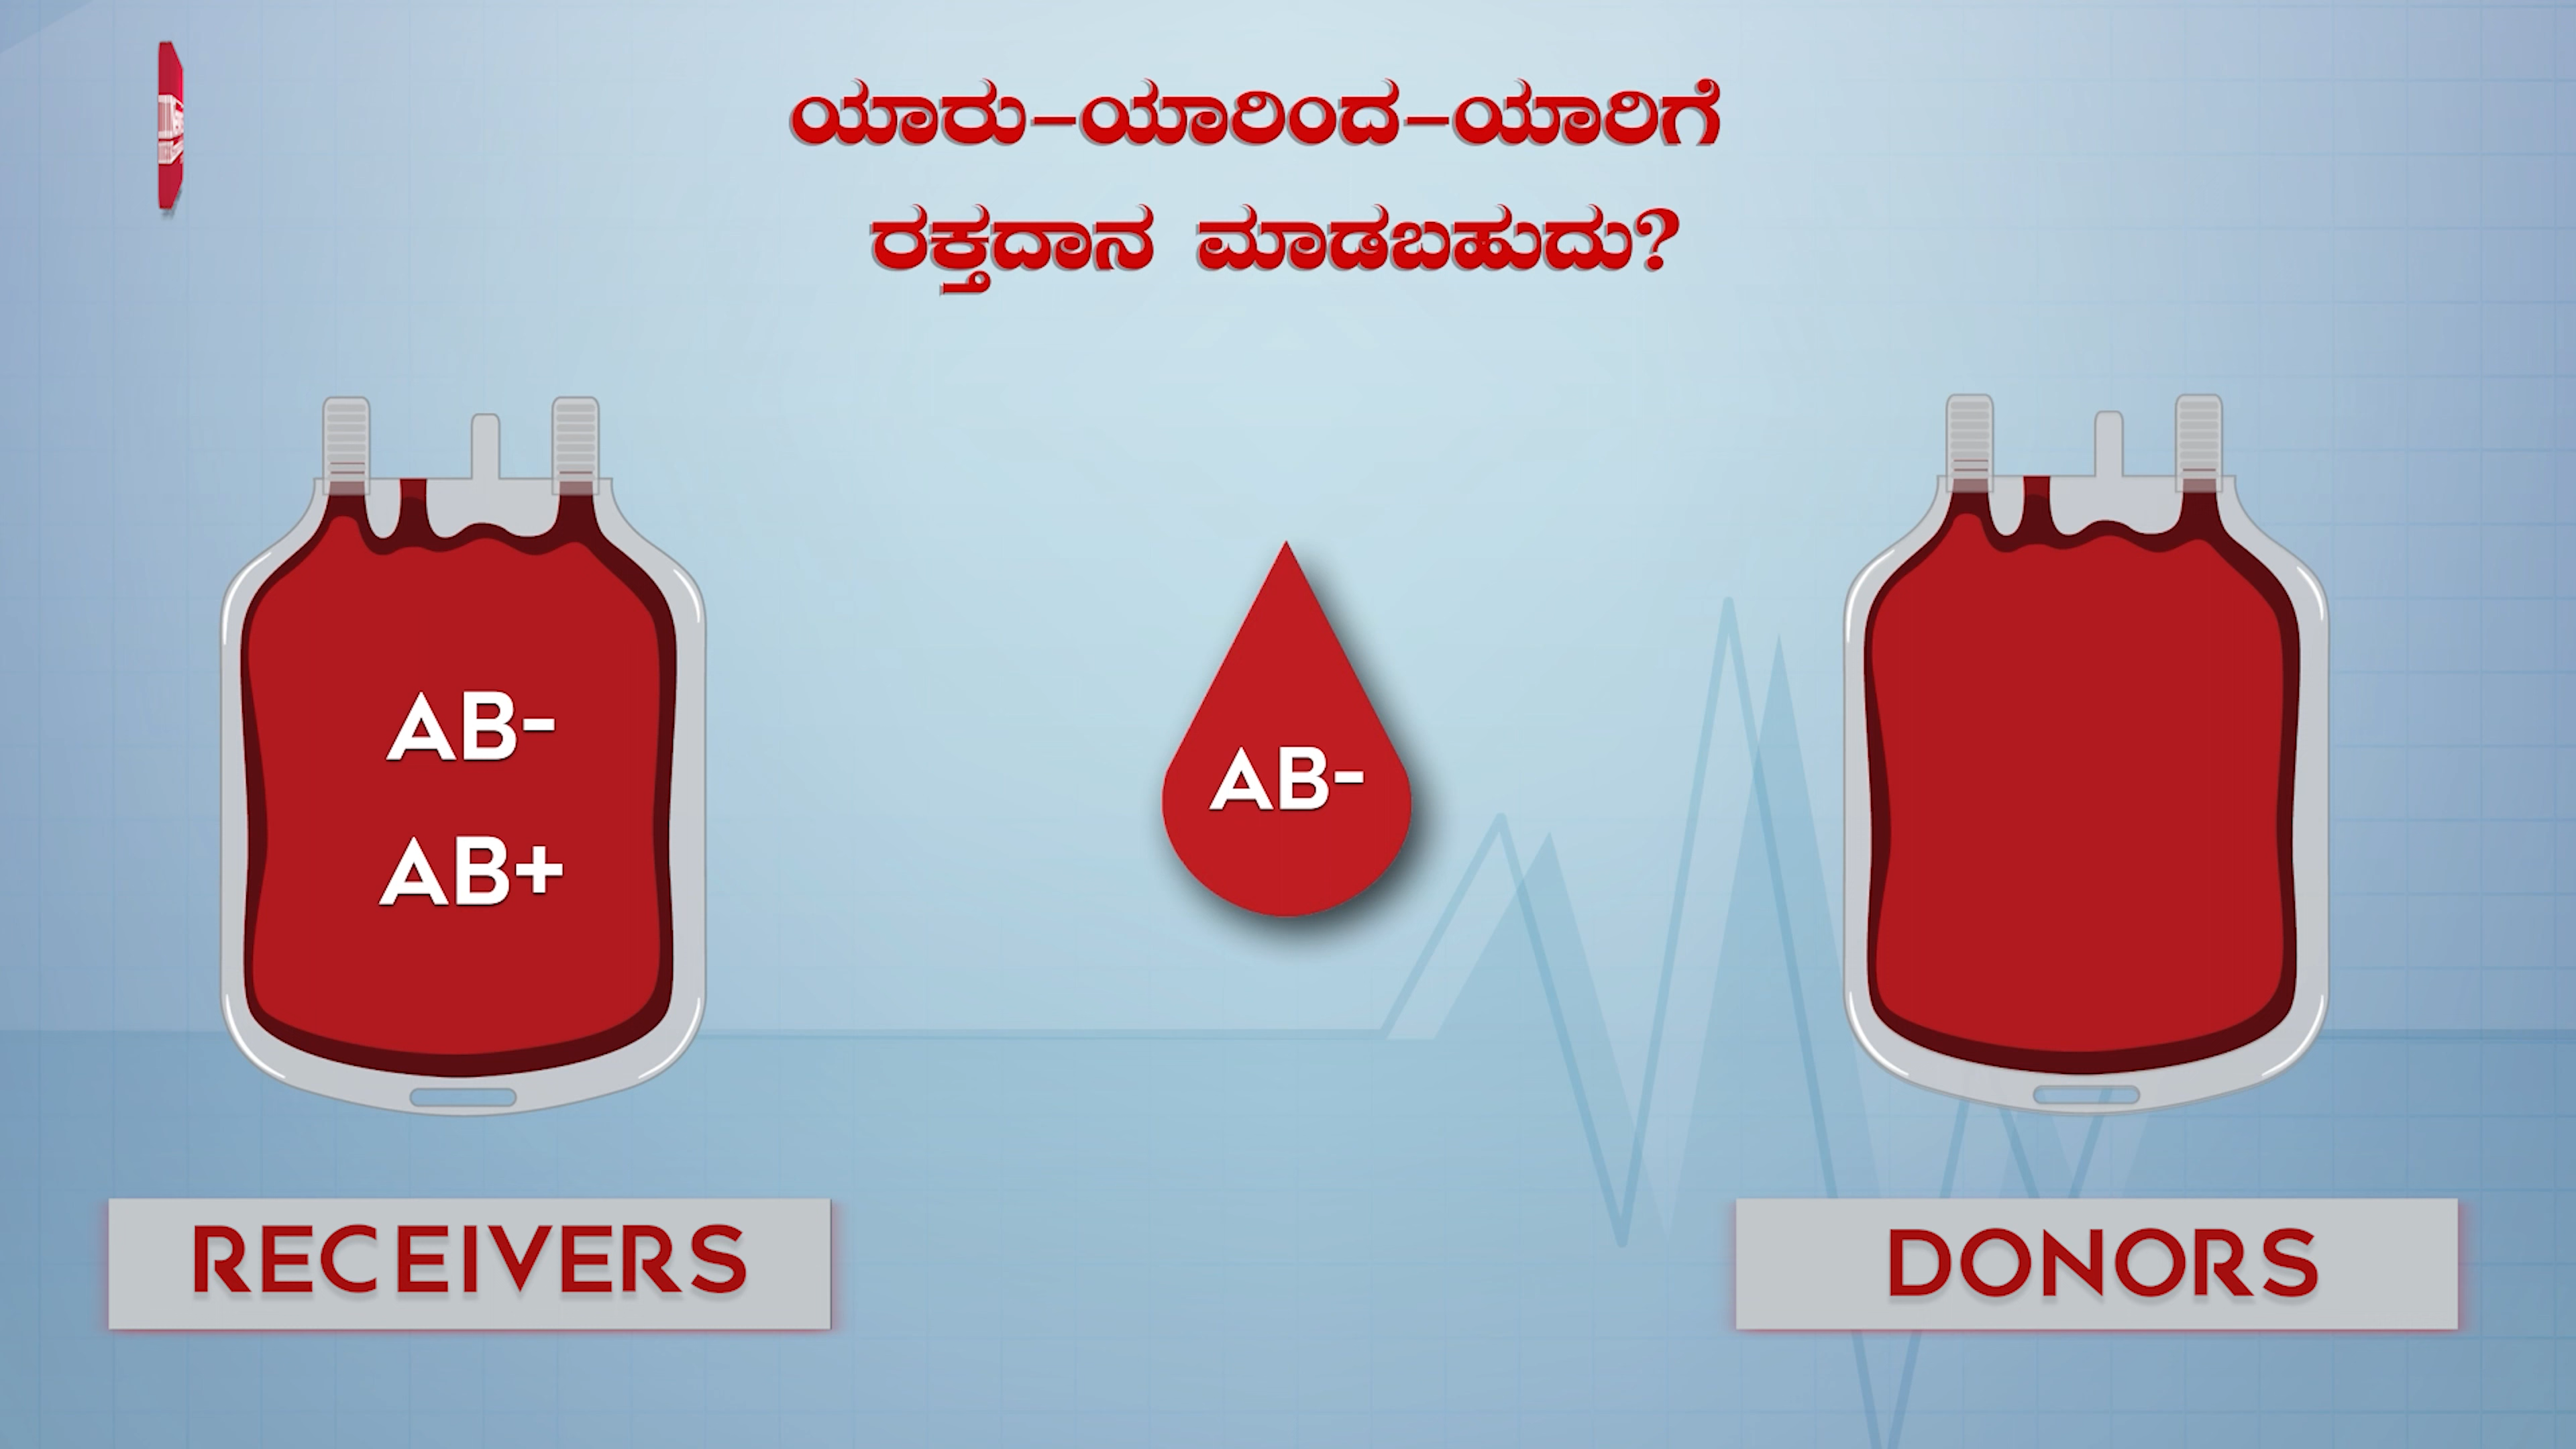 ಯಾರು-ಯಾರಿಂದ-ಯಾರಿಗೆ
ರಕ್ತದಾನ ಮಾಡಬಹುದು?
AB-
AB+
AB-
RECEIVERS
DONORS